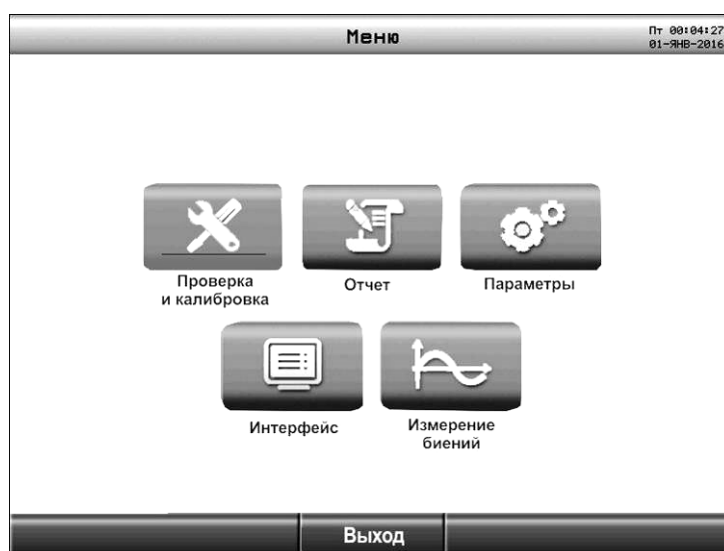 Меню
Пт 00:04:27
01-ЯНВ-2016
Проверка
и калибровка
Отчет
Параметры
Интерфейс
Измерение
биений
Выход